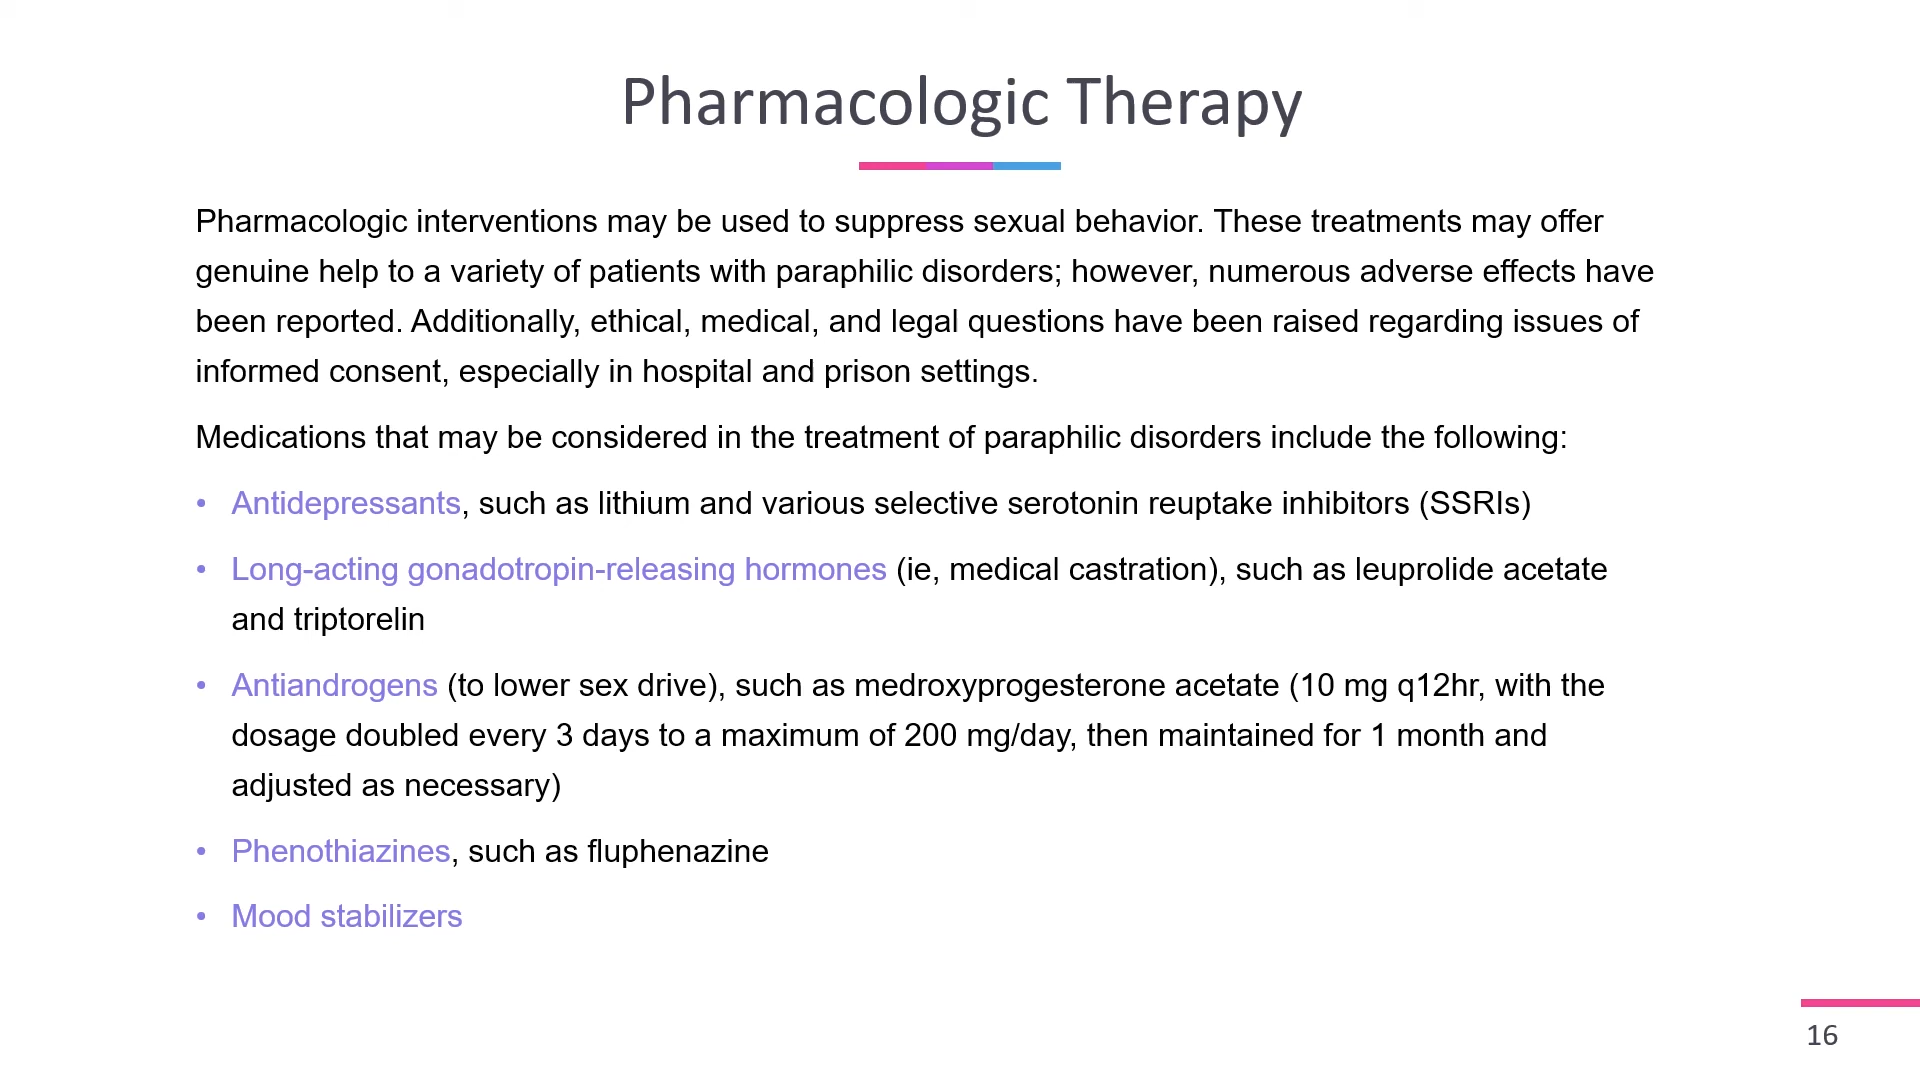 Pharmacologic Therapy
Pharmacologic interventions may be used to suppress sexual behavior. These treatments may offer
genuine help to a variety of patients with paraphilic disorders; however, numerous adverse effects have
been reported. Additionally, ethical, medical, and legal questions have been raised regarding issues of
informed consent, especially in hospital and prison settings.
Medications that may be considered in the treatment of paraphilic disorders include the following:
• Antidepressants, such as lithium and various selective serotonin reuptake inhibitors (SSRIs)
• Long-acting gonadotropin-releasing hormones (ie, medical castration), such as leuprolide acetate
and triptorelin
• Antiandrogens (to lower sex drive), such as medroxyprogesterone acetate (10 mg q12hr, with the
dosage doubled every 3 days to a maximum of 200 mg/day, then maintained for 1 month and
adjusted as necessary)
• Phenothiazines, such as fluphenazine
• Mood stabilizers
16